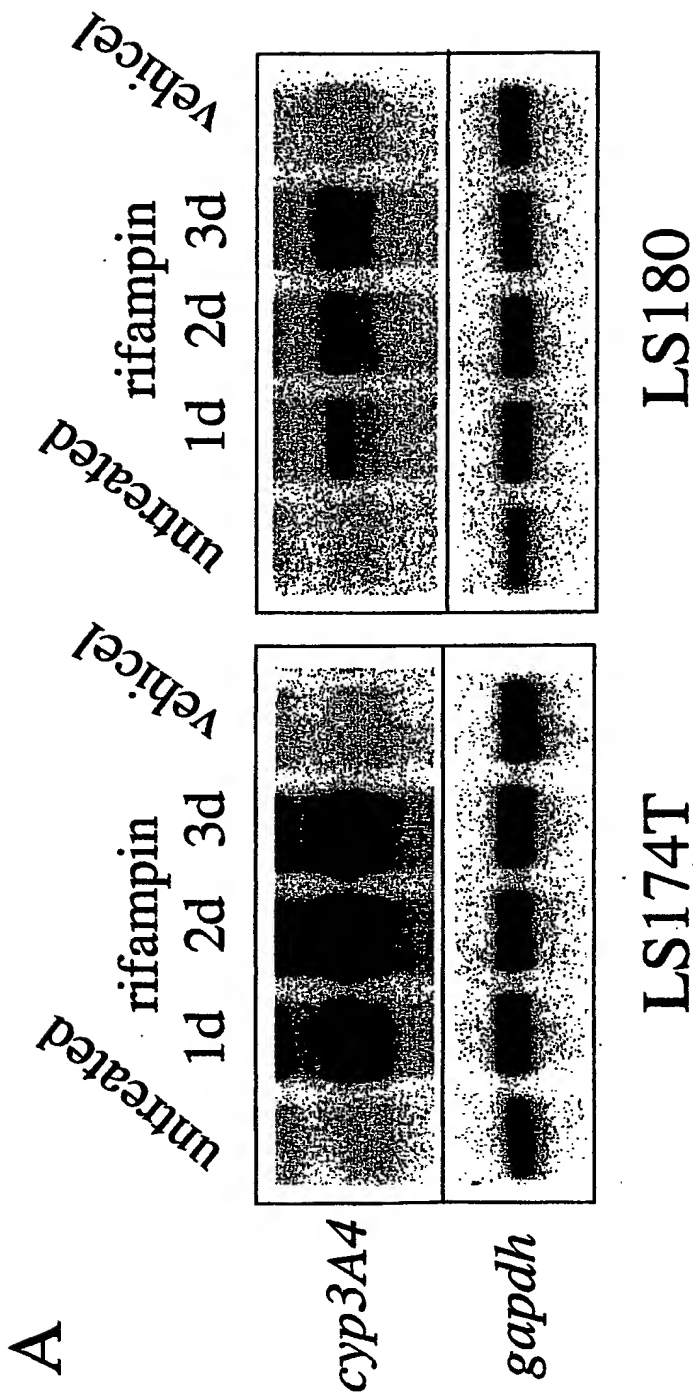 A
untreated rifampin vehicel
1d 2d 3d
untreated rifampin vehicel
1d 2d 3d
cyp3A4
gapdh
LS174T
LS180